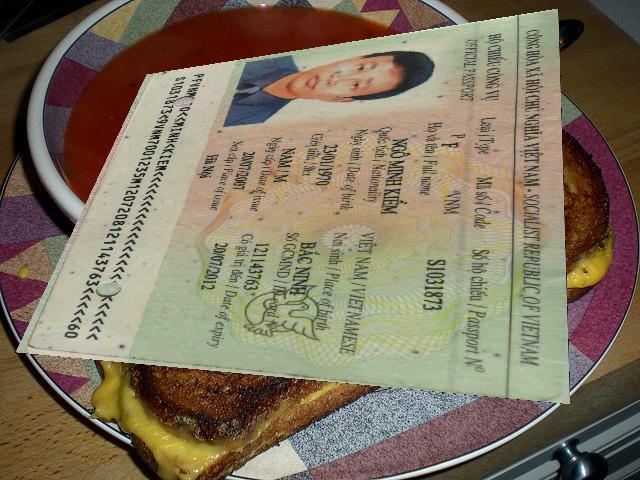 CỘNG HÒA XÃ HỘI CHỦ NGHĨA VIỆT NAM - SOCIALIST REPUBLIC OF VIETNAM
HỘ CHIẾU CÔNG VỤ
OFFICIAL PASSPORT
Loại / Type Mã số / Code Số hộ chiếu / Passport Nº
P F VNM S1031873
Họ và tên / Full name
NGÔ MINH KIỂM
Quốc tịch / Nationality
VIỆT NAM / VIETNAMESE
Ngày sinh / Date of birth Nơi sinh / Place of birth
23/01/1970 BẮC NINH
Giới tính / Sex Số GCMND / ID card Nº
NAM / M 121143763
Ngày cấp / Date of issue Có giá trị đến / Date of expiry
20/07/2007 20/07/2012
Nơi cấp / Place of issue
Hà Nội
<<MINH<KIEM<<<<<<<<<<<<<<<<<<<
S1031873<9VNM7001235M1207208121143763<<<<<60